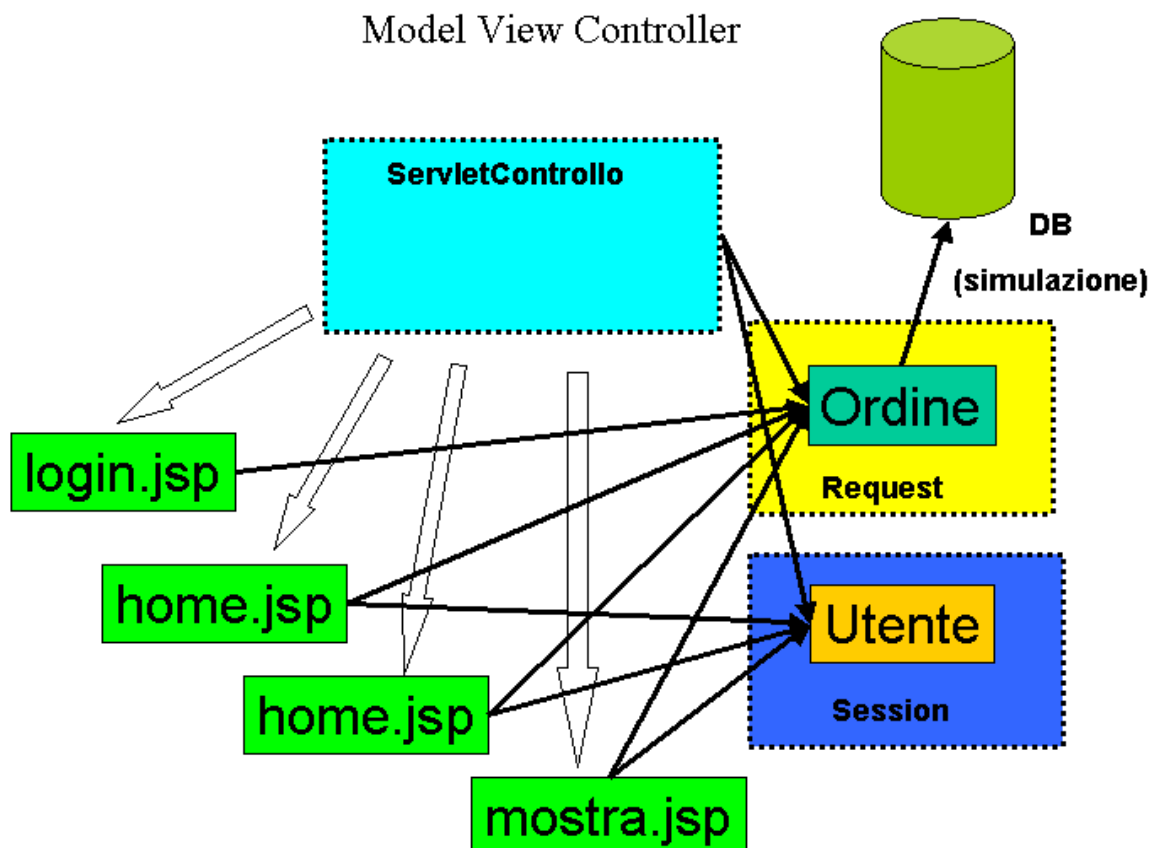 Model View Controller
ServletControllo
DB
(simulazione)
Ordine
Request
login.jsp
home.jsp
Utente
home.jsp
Session
mostra.jsp